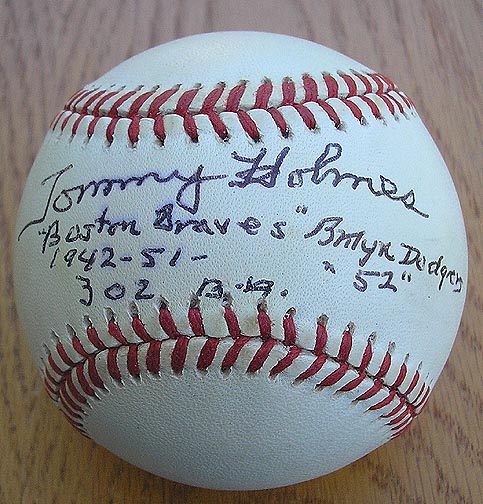 Tommy Holmes
"Boston Braves" Brklyn Dodgers
1942-51- "52"
302 B.A.